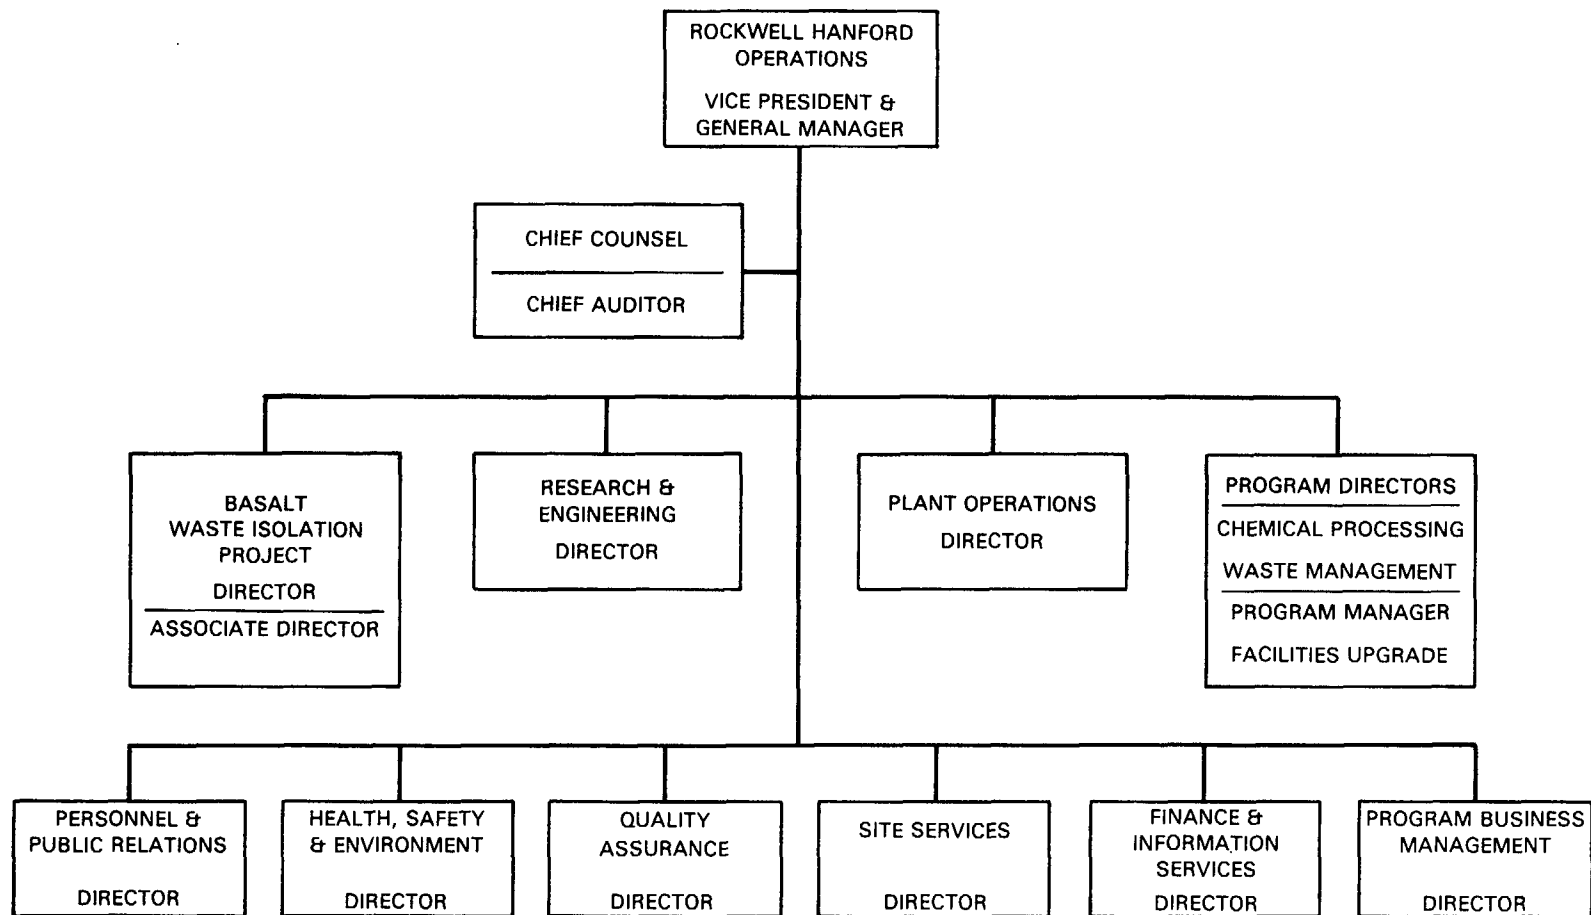 ROCKWELL HANFORD
OPERATIONS
VICE PRESIDENT &
GENERAL MANAGER
CHIEF COUNSEL
CHIEF AUDITOR
BASALT
WASTE ISOLATION
PROJECT
DIRECTOR
ASSOCIATE DIRECTOR
RESEARCH &
ENGINEERING
DIRECTOR
PLANT OPERATIONS
DIRECTOR
PROGRAM DIRECTORS
CHEMICAL PROCESSING
WASTE MANAGEMENT
PROGRAM MANAGER
FACILITIES UPGRADE
PERSONNEL &
PUBLIC RELATIONS
DIRECTOR
HEALTH, SAFETY
& ENVIRONMENT
DIRECTOR
QUALITY
ASSURANCE
DIRECTOR
SITE SERVICES
DIRECTOR
FINANCE &
INFORMATION
SERVICES
DIRECTOR
PROGRAM BUSINESS
MANAGEMENT
DIRECTOR